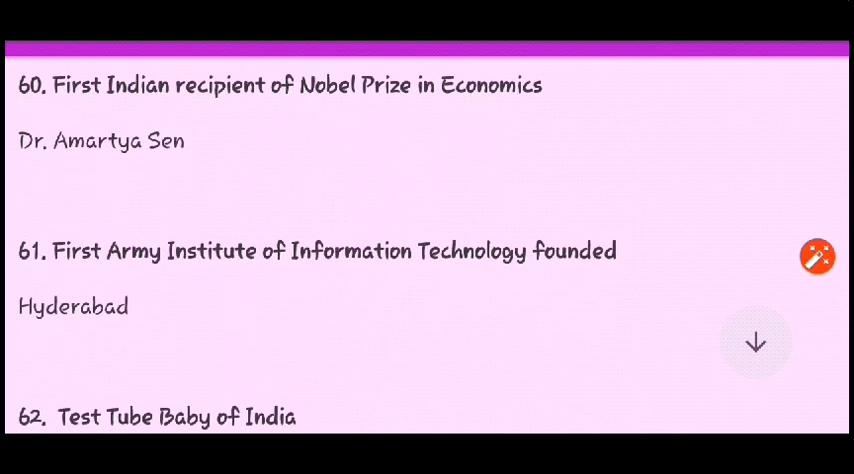 60. First Indian recipient of Nobel Prize in Economics
Dr. Amartya Sen
61. First Army Institute of Information Technology founded
Hyderabad
62. Test Tube Baby of India